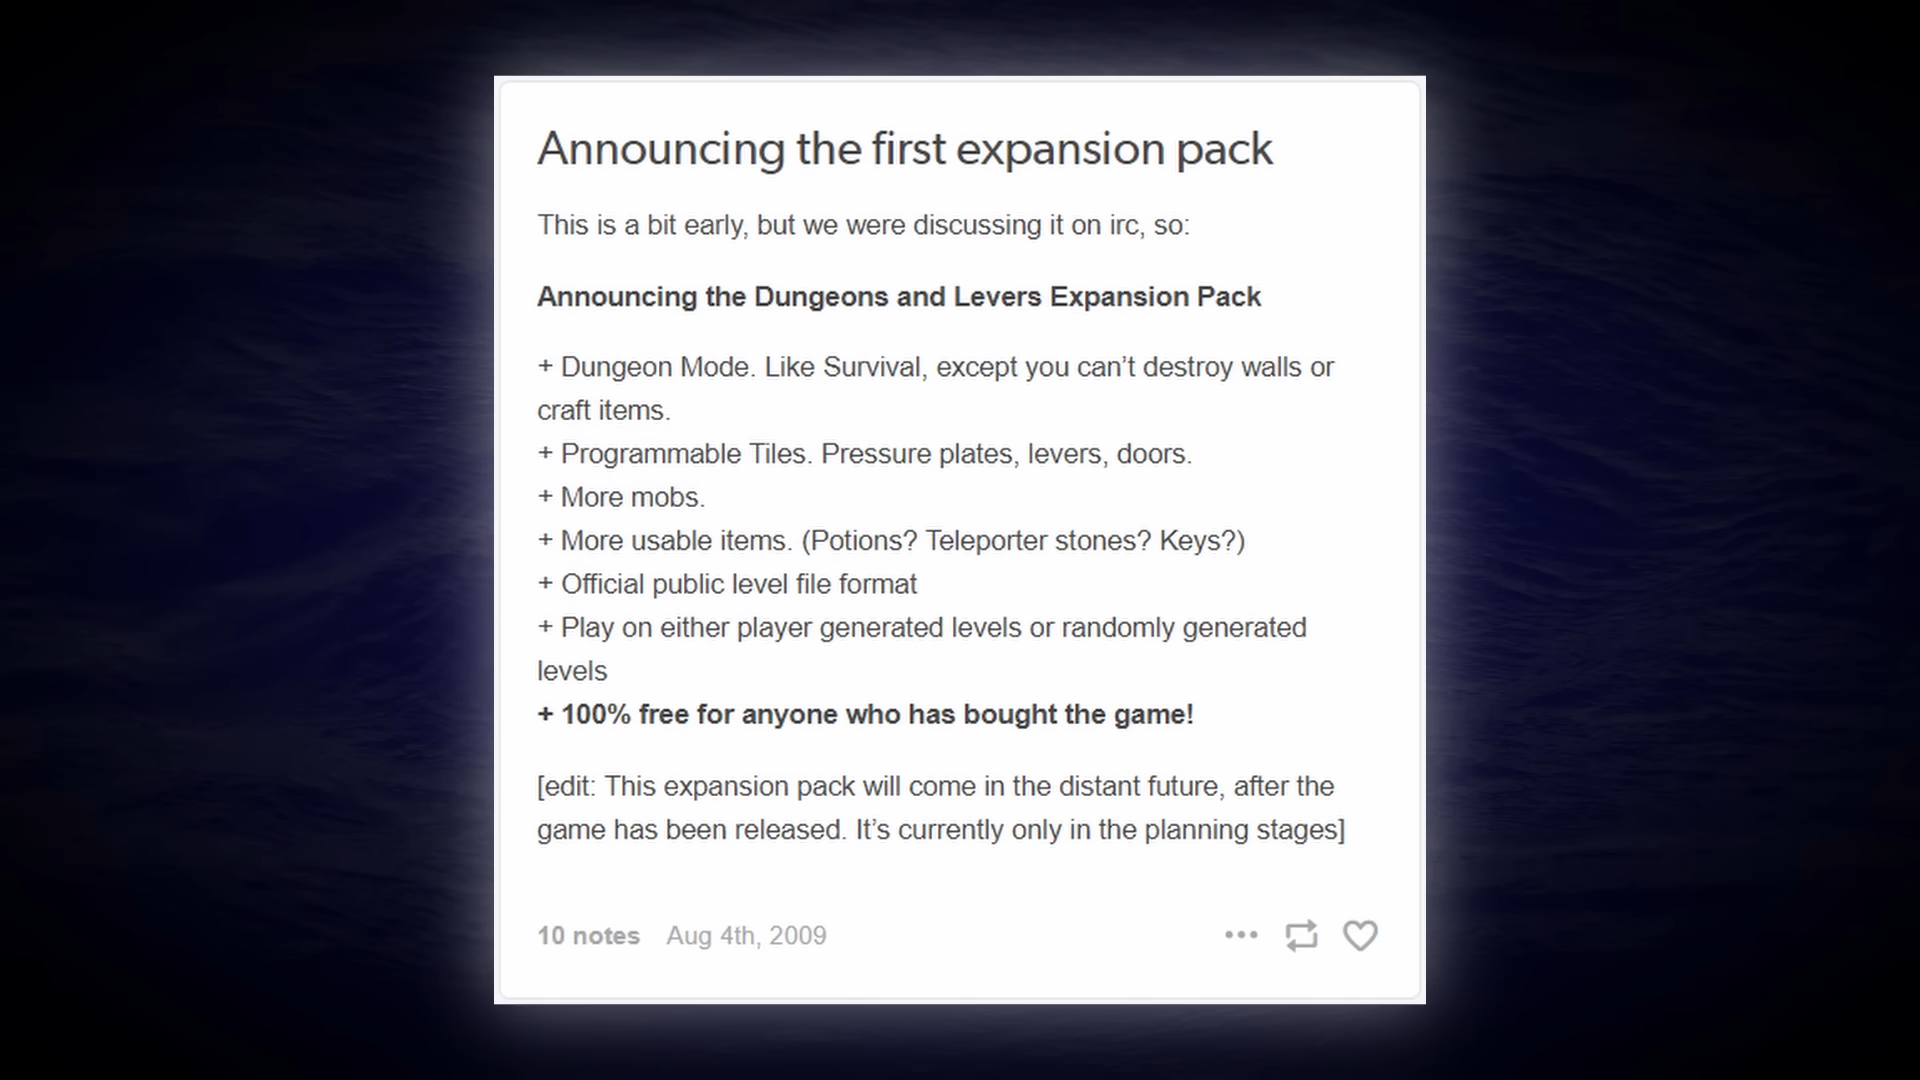 Announcing the first expansion pack
This is a bit early, but we were discussing it on irc, so:
Announcing the Dungeons and Levers Expansion Pack
+ Dungeon Mode. Like Survival, except you can’t destroy walls or
craft items.
+ Programmable Tiles. Pressure plates, levers, doors.
+ More mobs.
+ More usable items. (Potions? Teleporter stones? Keys?)
+ Official public level file format
+ Play on either player generated levels or randomly generated
levels
+ 100% free for anyone who has bought the game!
[edit: This expansion pack will come in the distant future, after the
game has been released. It’s currently only in the planning stages]
10 notes Aug 4th, 2009